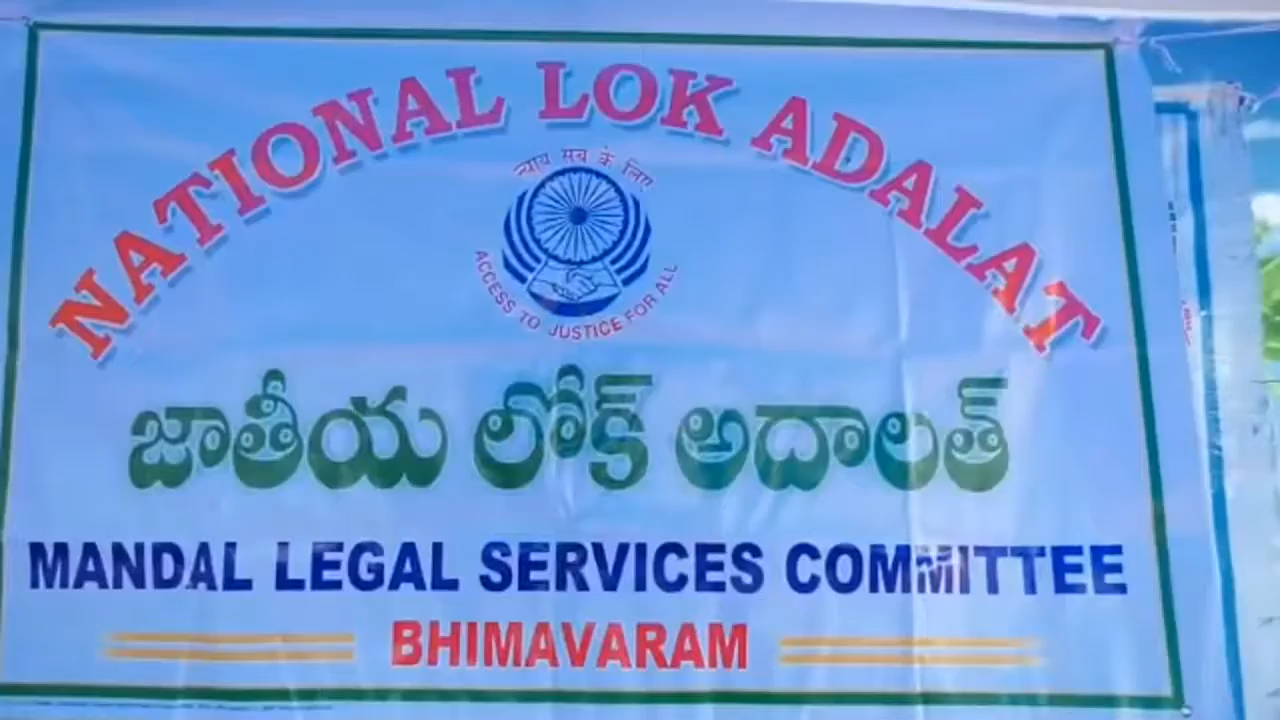 NATIONAL LOK ADALAT
न्याय सब के लिए
ACCESS TO JUSTICE FOR ALL
జాతీయ లోక్ అదాలత్
MANDAL LEGAL SERVICES COMMITTEE
BHIMAVARAM